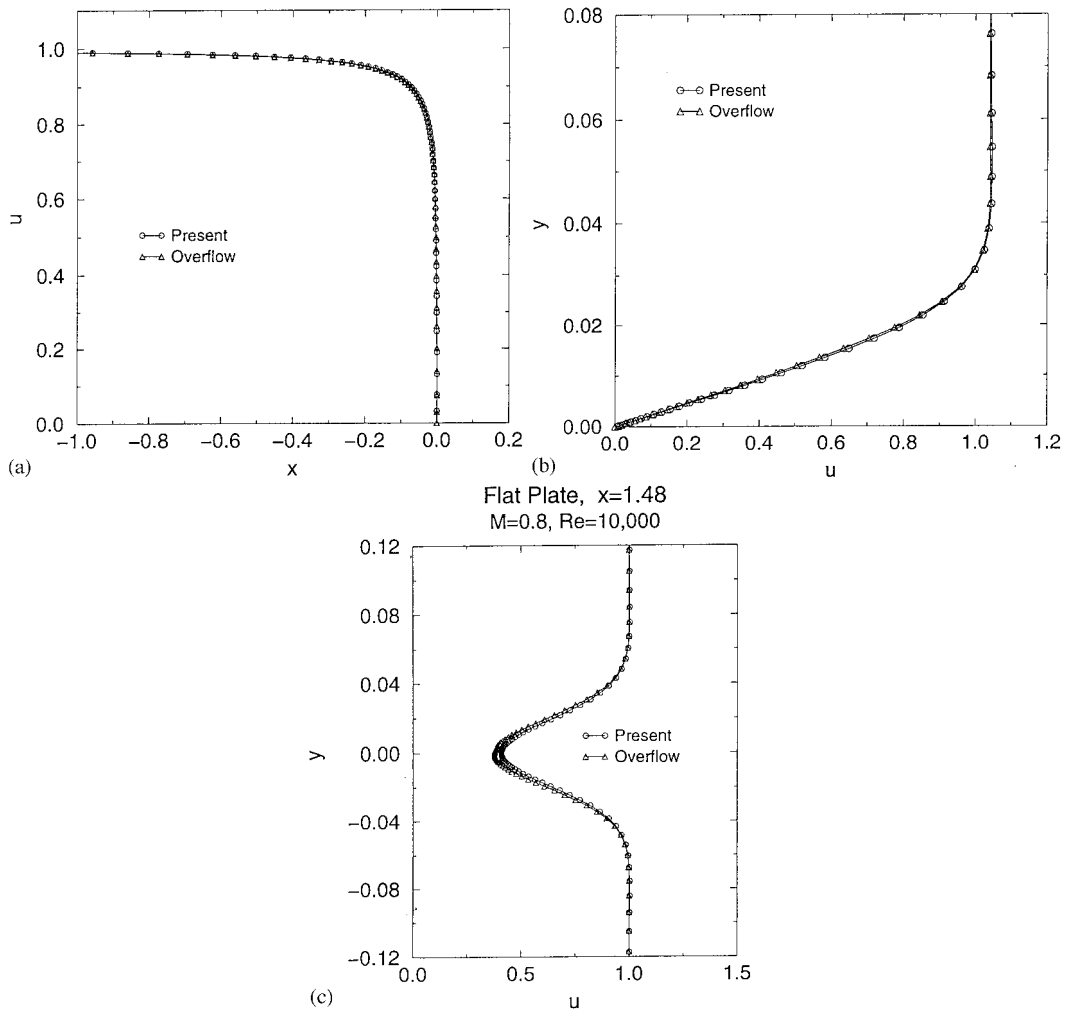 1.0
0.8
0.6
0.4
0.2
0.0
u
Present
Overflow
−1.0 −0.8 −0.6 −0.4 −0.2 0.0 0.2
x
(a)
0.08
0.06
0.04
0.02
0.00
y
Present
Overflow
0.0 0.2 0.4 0.6 0.8 1.0 1.2
u
(b)
Flat Plate, x=1.48
M=0.8, Re=10,000
0.12
0.08
0.04
0.00
−0.04
−0.08
−0.12
y
Present
Overflow
0.0 0.5 1.0 1.5
u
(c)